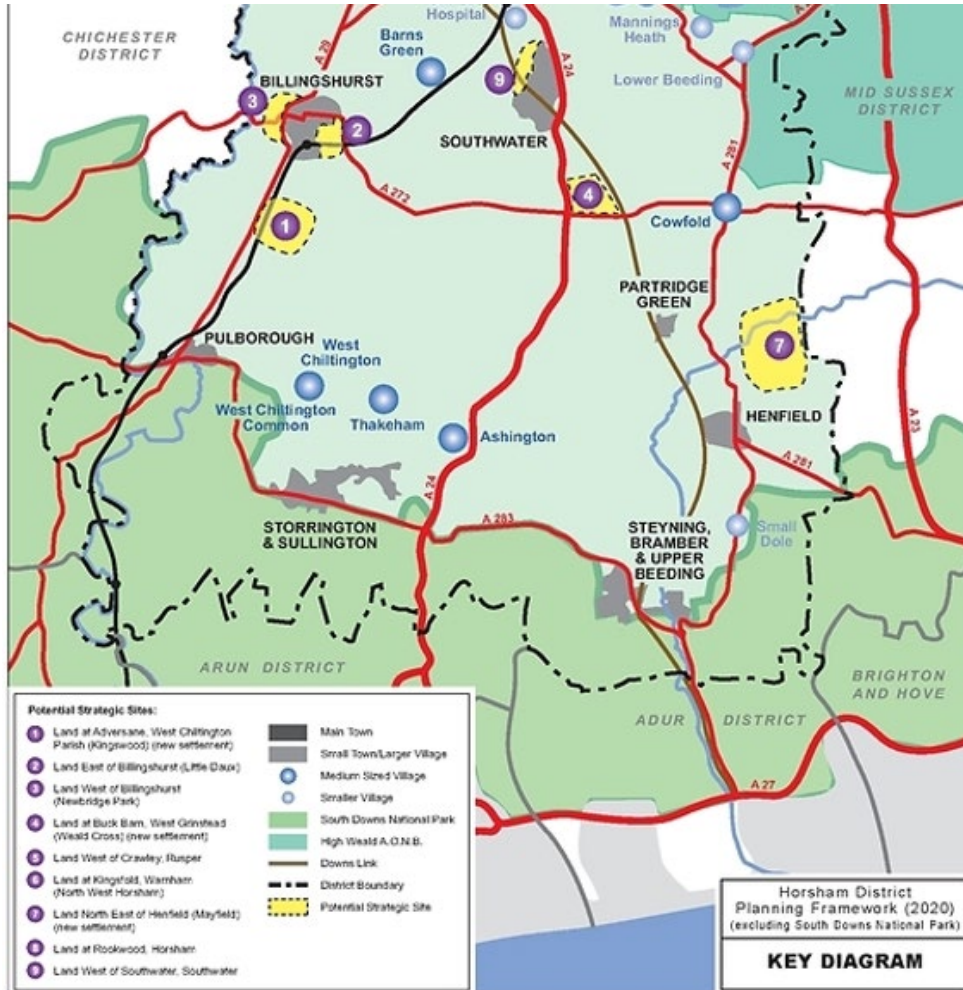 CHICHESTER
DISTRICT
Hospital
Barns
Green
A 29
A 24
Mannings
Heath
Lower Beeding
MID SUSSEX
DISTRICT
BILLINGSHURST
3
2
9
SOUTHWATER
A 281
A 272
4
Cowfold
1
PARTRIDGE
GREEN
7
PULBOROUGH
West
Chiltington
West Chiltington
Common
Thakeham
Ashington
HENFIELD
A 23
A 281
A 24
STORRINGTON
& SULLINGTON
A 283
STEYNING,
BRAMBER
& UPPER
BEEDING
Small
Dole
ARUN DISTRICT
BRIGHTON
AND HOVE
ADUR DISTRICT
A 27
Potential Strategic Sites:
1 Land at Adversane, West Chiltington
Parish (Kingswood) (new settlement)
2 Land East of Billingshurst (Little Daux)
3 Land West of Billingshurst
(Newbridge Park)
4 Land at Buck Barn, West Grinstead
(Weald Cross) (new settlement)
5 Land West of Crawley, Rusper
6 Land at Kingsfold, Warnham
(North West Horsham)
7 Land North East of Henfield (Mayfield)
(new settlement)
8 Land at Rookwood, Horsham
9 Land West of Southwater, Southwater
Main Town
Small Town/Larger Village
Medium Sized Village
Smaller Village
South Downs National Park
High Weald A.O.N.B.
Downs Link
District Boundary
Potential Strategic Site
Horsham District
Planning Framework (2020)
(excluding South Downs National Park)
KEY DIAGRAM